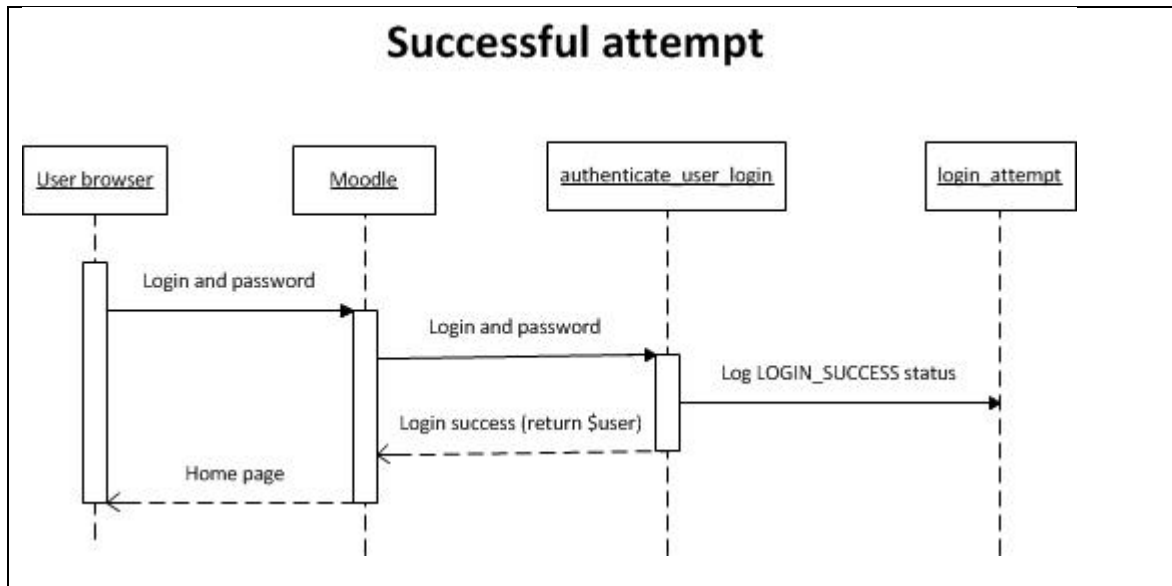 Successful attempt
User browser
Moodle
authenticate_user_login
login_attempt
Login and password
Login and password
Log LOGIN_SUCCESS status
Login success (return $user)
Home page